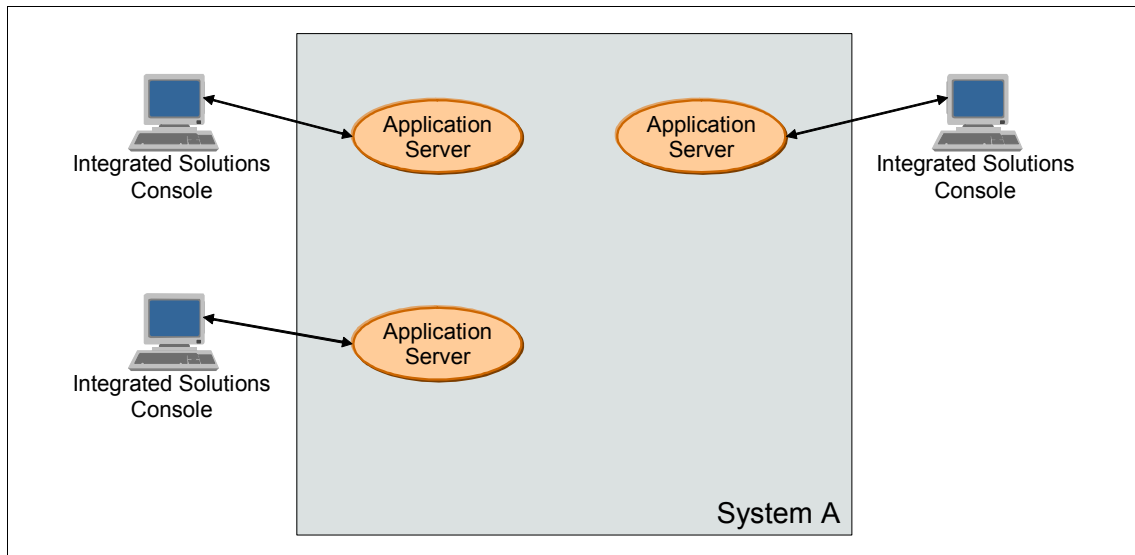 Application
Server
Integrated Solutions
Console
Application
Server
Integrated Solutions
Console
Application
Server
Integrated Solutions
Console
System A